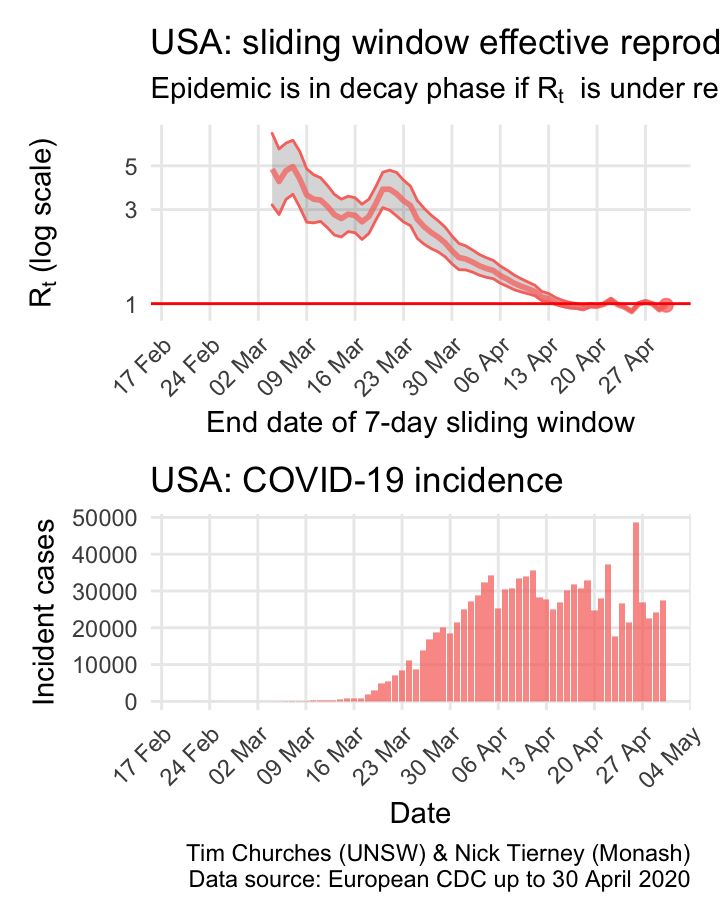 USA: sliding window effective reprod
Epidemic is in decay phase if Rt is under re
Rt (log scale)
5
3
1
17 Feb
24 Feb
02 Mar
09 Mar
16 Mar
23 Mar
30 Mar
06 Apr
13 Apr
20 Apr
27 Apr
End date of 7-day sliding window
USA: COVID-19 incidence
Incident cases
50000
40000
30000
20000
10000
0
17 Feb
24 Feb
02 Mar
09 Mar
16 Mar
23 Mar
30 Mar
06 Apr
13 Apr
20 Apr
27 Apr
04 May
Date
Tim Churches (UNSW) & Nick Tierney (Monash)
Data source: European CDC up to 30 April 2020